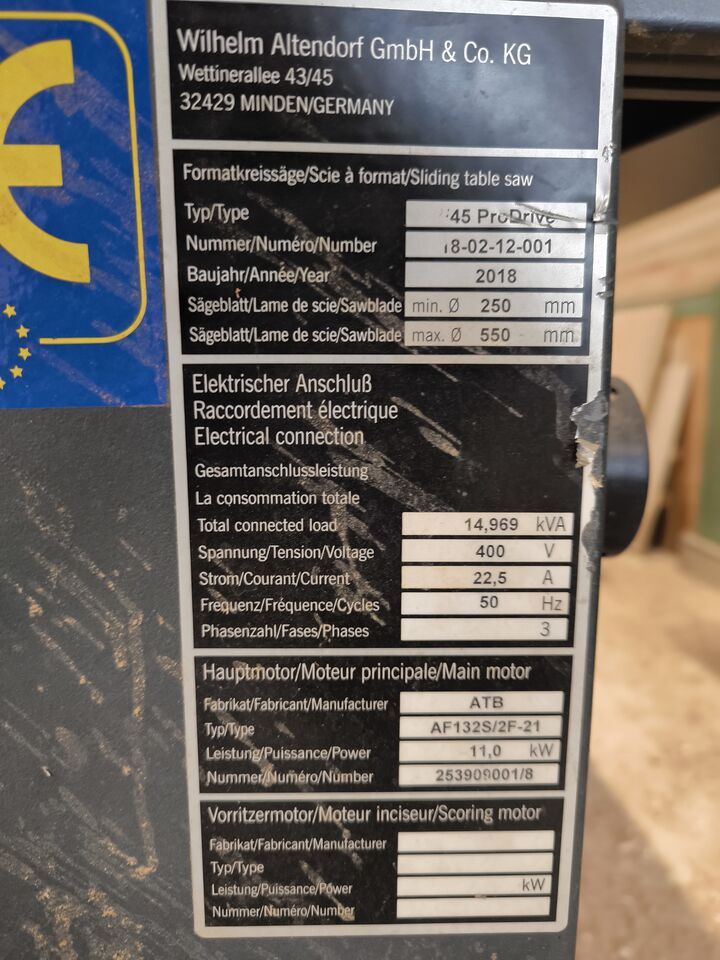 Wilhelm Altendorf GmbH & Co. KG
Wettinerallee 43/45
32429 MINDEN/GERMANY
Formatkreissäge/Scie à format/Sliding table saw
Typ/Type 45 ProDrive
Nummer/Numéro/Number 18-02-12-001
Baujahr/Année/Year 2018
Sägeblatt/Lame de scie/Sawblade min. Ø 250 mm
Sägeblatt/Lame de scie/Sawblade max. Ø 550 mm
Elektrischer Anschluß
Raccordement électrique
Electrical connection
Gesamtanschlussleistung
La consommation totale
Total connected load 14,969 kVA
Spannung/Tension/Voltage 400 V
Strom/Courant/Current 22,5 A
Frequenz/Fréquence/Cycles 50 Hz
Phasenzahl/Fases/Phases 3
Hauptmotor/Moteur principale/Main motor
Fabrikat/Fabricant/Manufacturer ATB
Typ/Type AF132S/2F-21
Leistung/Puissance/Power 11,0 kW
Nummer/Numéro/Number 253909001/8
Vorritzermotor/Moteur inciseur/Scoring motor
Fabrikat/Fabricant/Manufacturer
Typ/Type
Leistung/Puissance/Power kW
Nummer/Numéro/Number